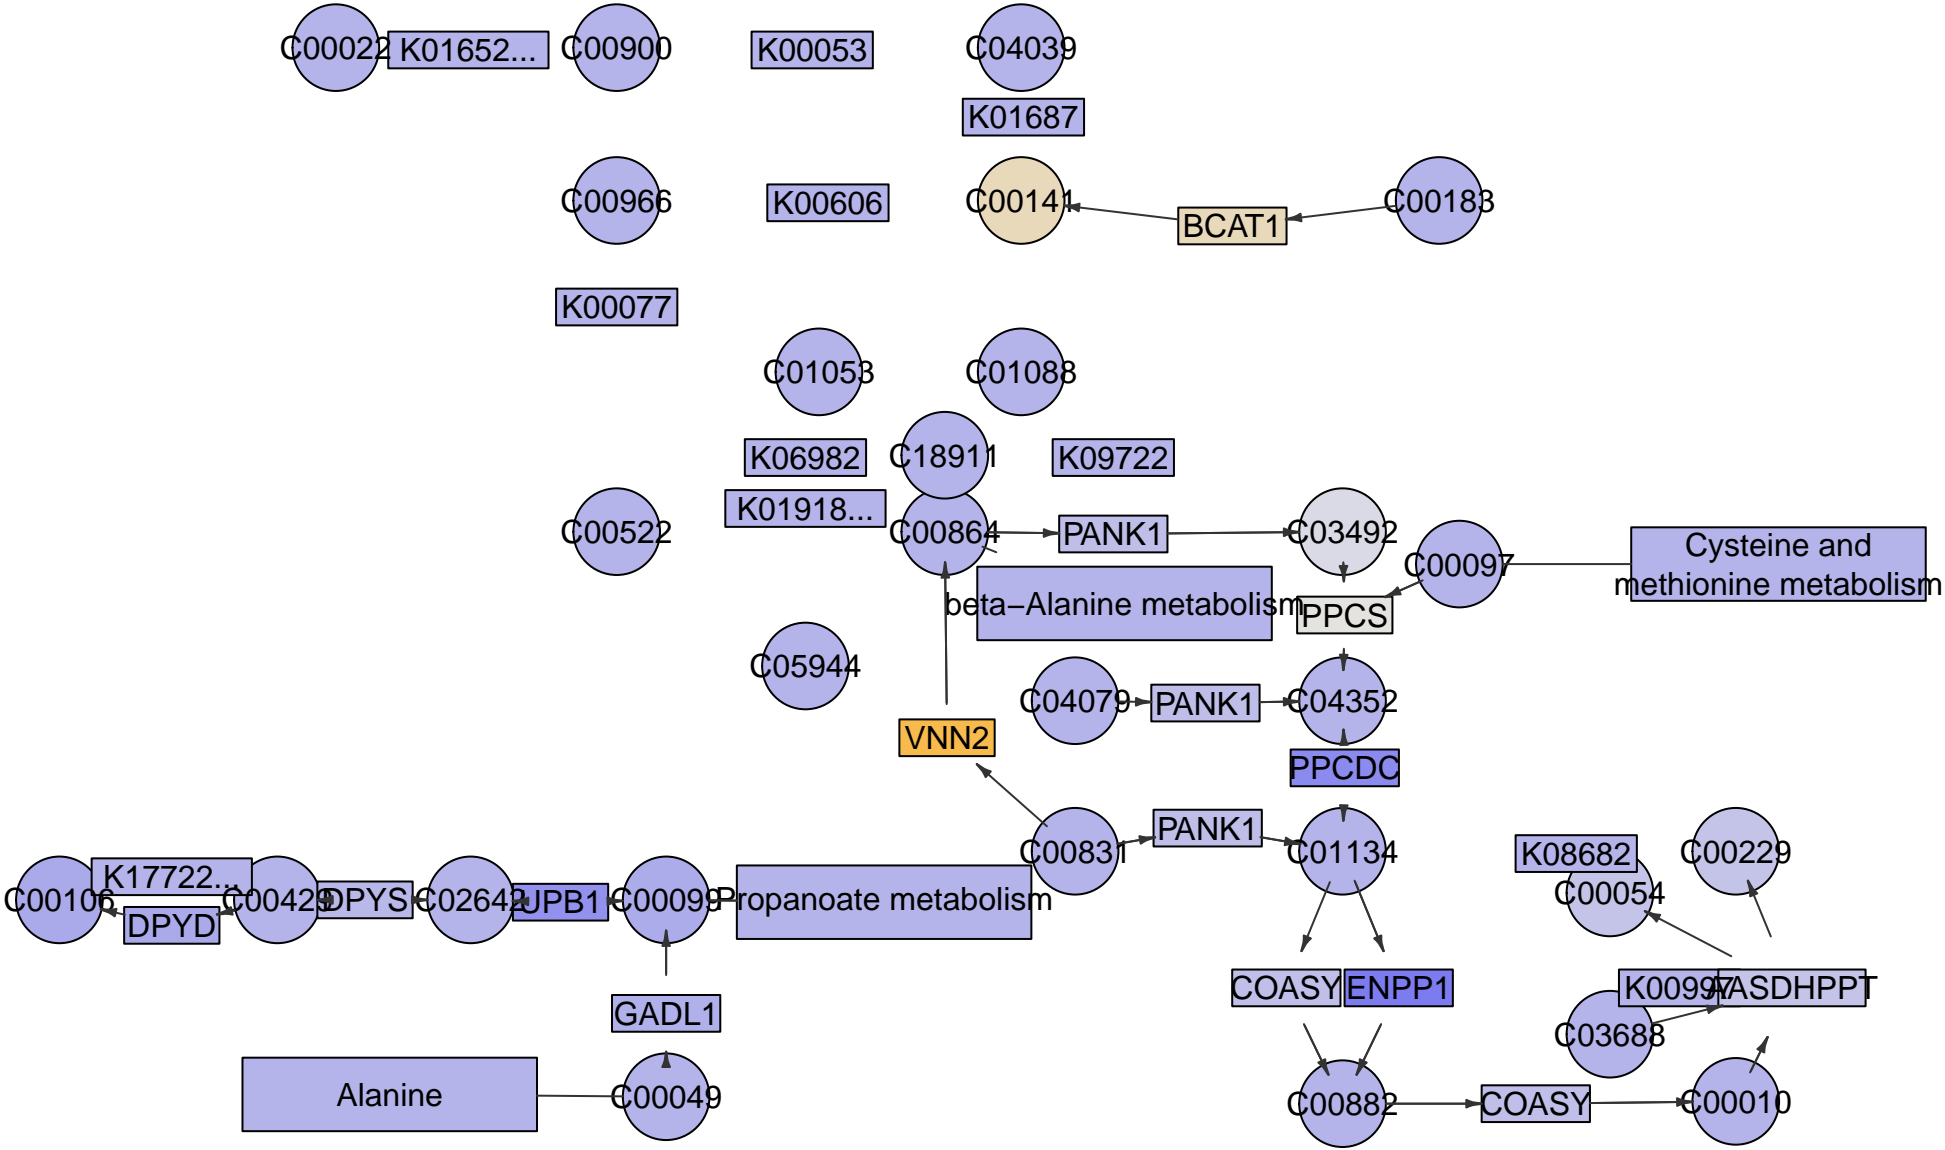 C00022
K01652...
C00900
K00053
C04039
K01687
C00966
K00606
C00141
BCAT1
C00183
K00077
C01053
C01088
K06982
C18911
K09722
K01918...
C00522
C00864
PANK1
C03492
C00097
Cysteine and
methionine metabolism
beta−Alanine metabolism
PPCS
C05944
C04079
PANK1
C04352
VNN2
PPCDC
C00831
PANK1
C01134
K08682
C00229
C00054
K17722...
C00106
DPYD
C00429
DPYS
C02642
UPB1
C00099
Propanoate metabolism
COASY
ENPP1
K00997
AASDHPPT
GADL1
C03688
Alanine
C00049
C00882
COASY
C00010